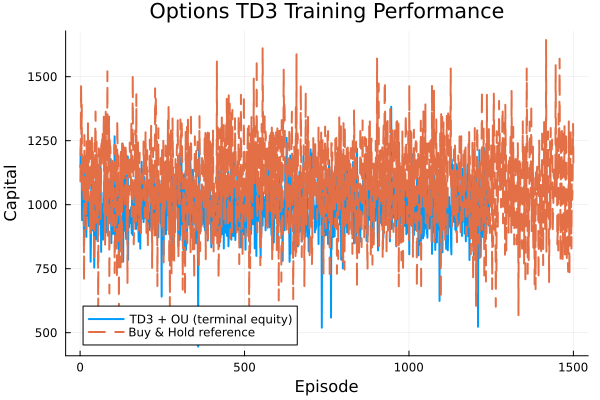 Options TD3 Training Performance
Capital
1500
1250
1000
750
500
TD3 + OU (terminal equity)
Buy & Hold reference
0
500
1000
1500
Episode